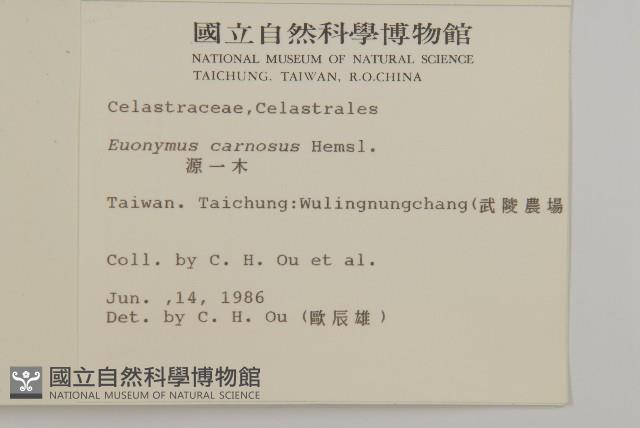 國立自然科學博物館
NATIONAL MUSEUM OF NATURAL SCIENCE
TAICHUNG, TAIWAN, R.O.CHINA
Celastraceae,Celastrales
Euonymus carnosus Hemsl.
源一木
Taiwan. Taichung:Wulingnungchang(武陵農場
Coll. by C. H. Ou et al.
Jun. ,14, 1986
Det. by C. H. Ou (歐辰雄)
國立自然科學博物館
NATIONAL MUSEUM OF NATURAL SCIENCE